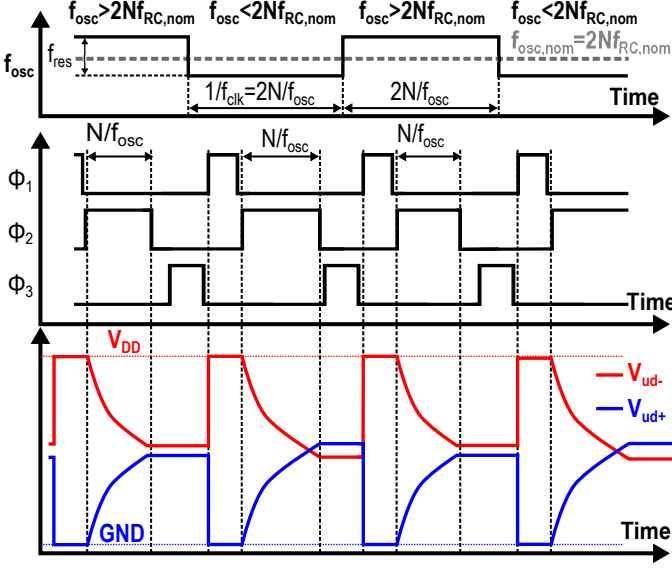 fosc>2NfRC,nom fosc<2NfRC,nom fosc>2NfRC,nom fosc<2NfRC,nom
fosc
fres
fosc,nom=2NfRC,nom
1/fclk=2N/fosc
2N/fosc
Time
N/fosc
N/fosc
N/fosc
Φ1
Φ2
Φ3
Time
VDD
Vud-
Vud+
GND
Time